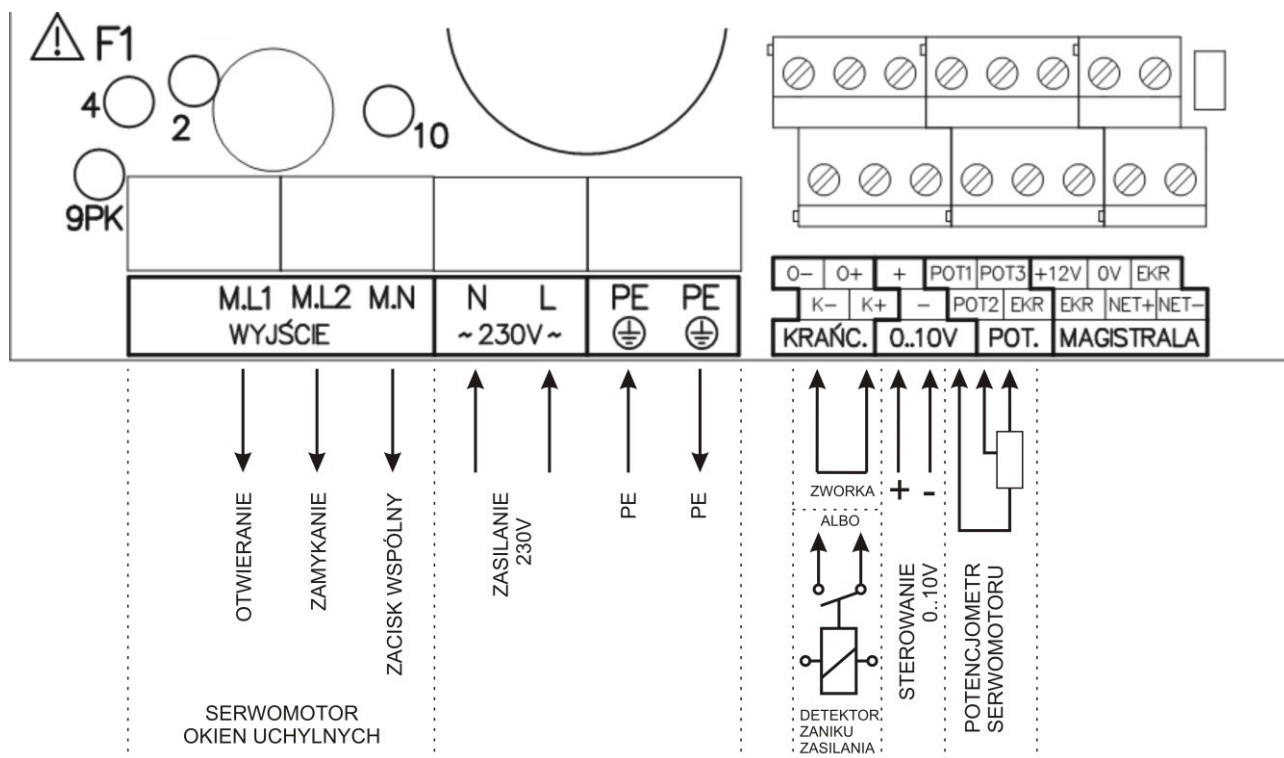 F1
4
2
10
9PK
M.L1 M.L2 M.N
WYJŚCIE
N L
~230V~
PE PE
O- O+ + POT1 POT3 +12V 0V EKR
K- K+ - POT2 EKR EKR NET+ NET-
KRAŃC. 0..10V POT. MAGISTRALA
OTWIERANIE
ZAMYKANIE
ZACISK WSPÓLNY
SERWOMOTOR
OKIEN UCHYLNYCH
ZASILANIE
230V
PE
PE
ZWORKA
ALBO
DETEKTOR
ZANIKU
ZASILANIA
+ -
STEROWANIE
0..10V
POTENCJOMETR
SERWOMOTORU